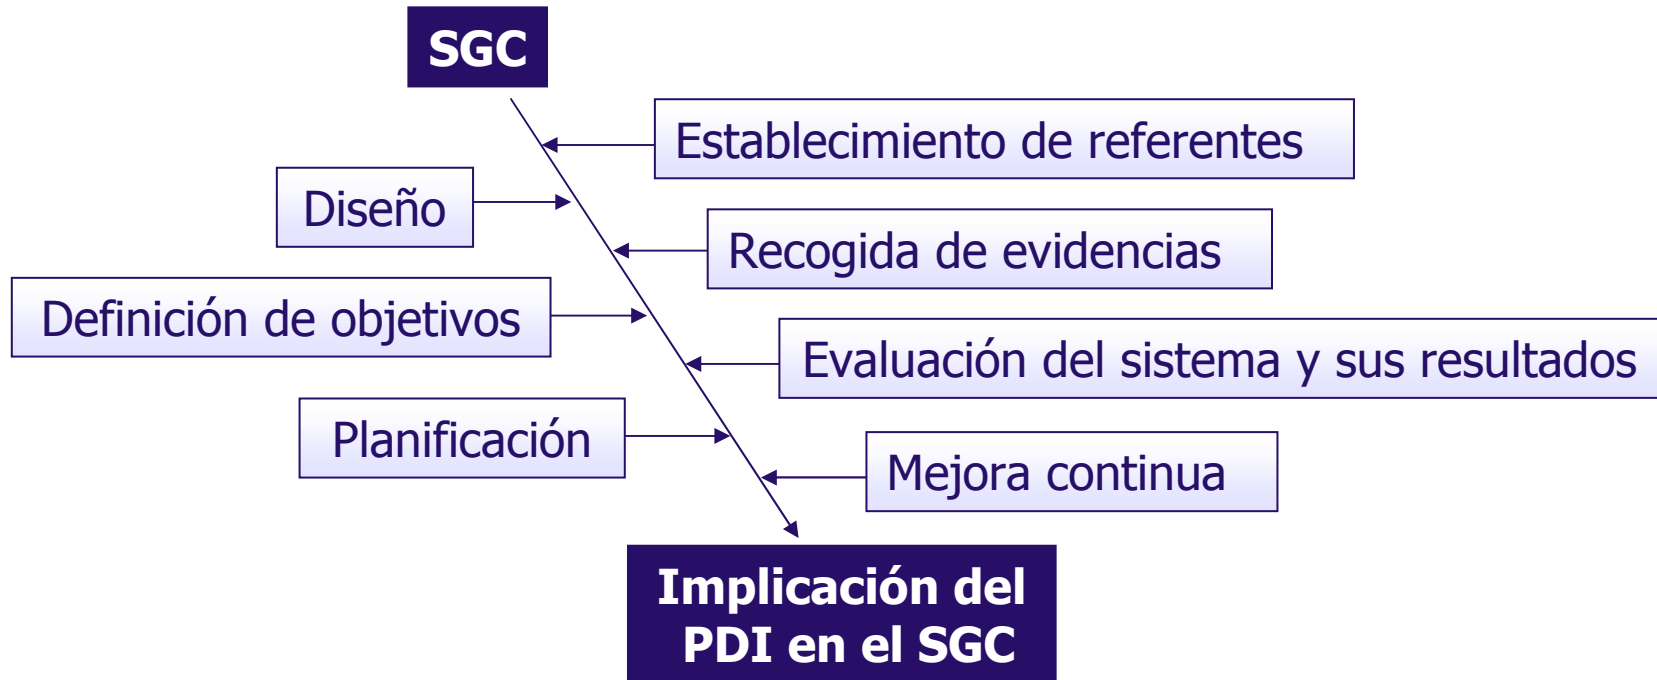 SGC
Establecimiento de referentes
Diseño
Recogida de evidencias
Definición de objetivos
Evaluación del sistema y sus resultados
Planificación
Mejora continua
Implicación del
PDI en el SGC